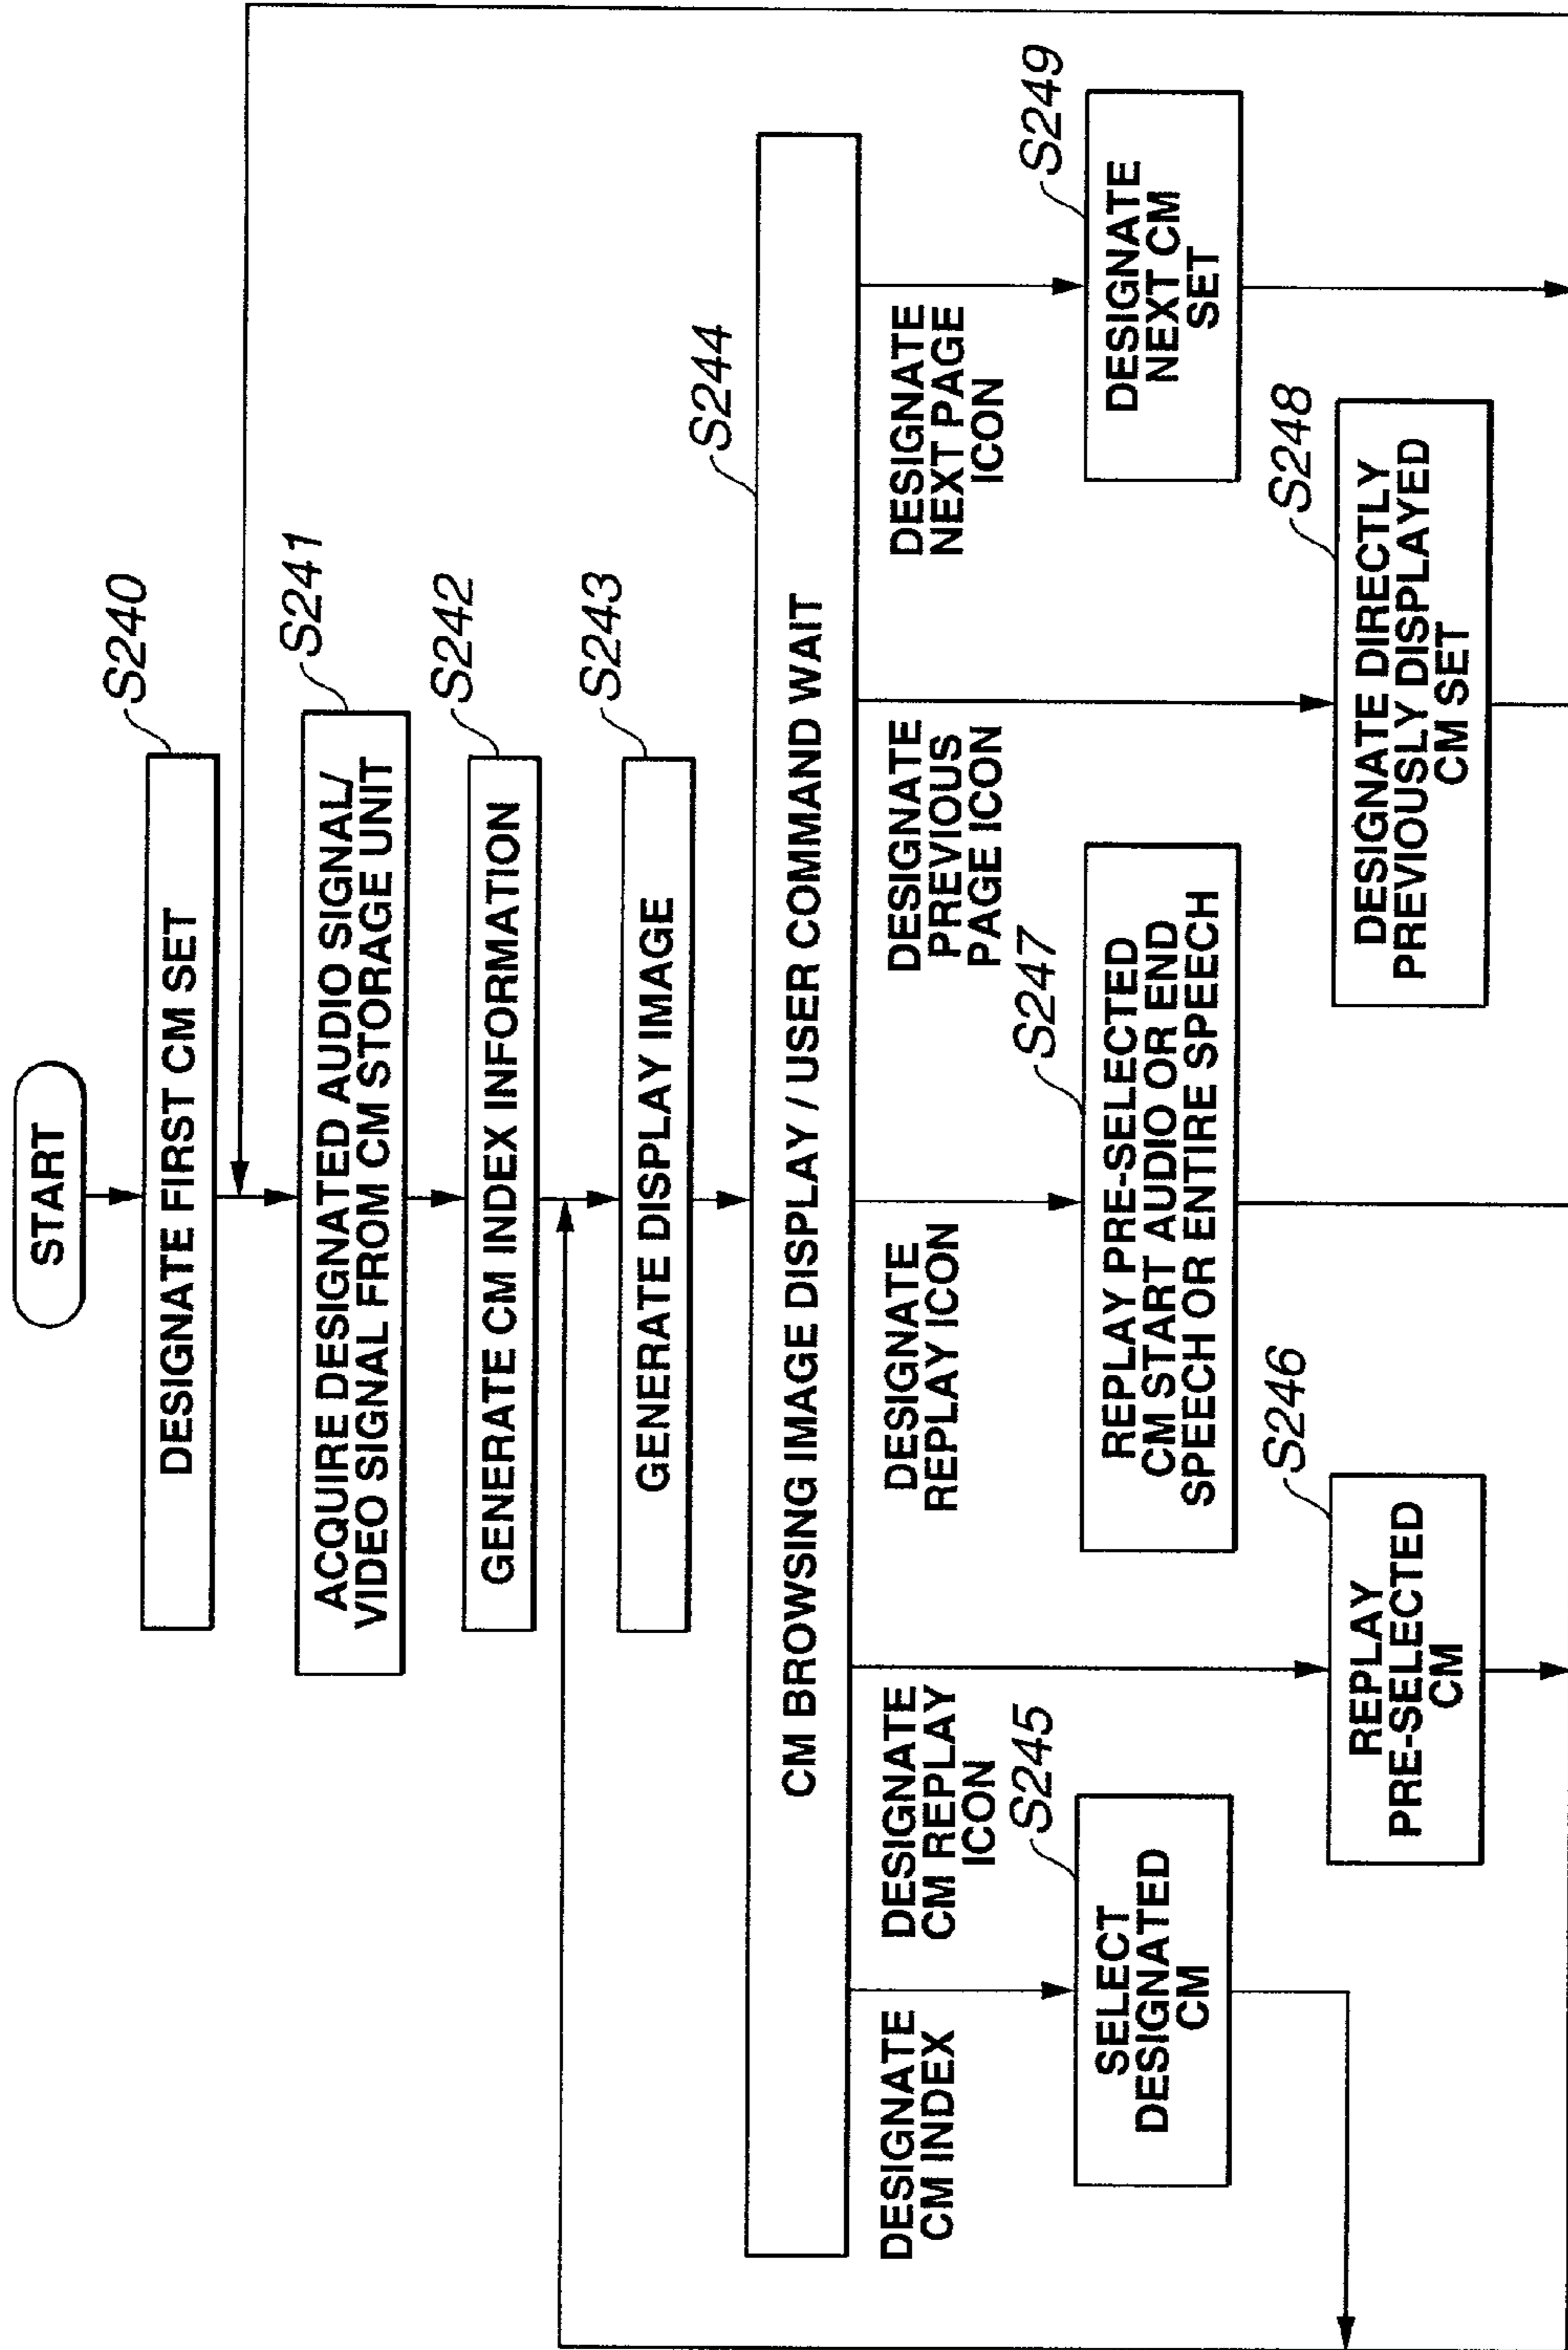 START
S240
DESIGNATE FIRST CM SET
S241
ACQUIRE DESIGNATED AUDIO SIGNAL/
VIDEO SIGNAL FROM CM STORAGE UNIT
S242
GENERATE CM INDEX INFORMATION
S243
GENERATE DISPLAY IMAGE
S244
CM BROWSING IMAGE DISPLAY / USER COMMAND WAIT
DESIGNATE
CM INDEX
S245
SELECT
DESIGNATED
CM
DESIGNATE
CM REPLAY
ICON
S246
REPLAY
PRE-SELECTED
CM
DESIGNATE
REPLAY ICON
S247
REPLAY PRE-SELECTED
CM START AUDIO OR END
SPEECH OR ENTIRE SPEECH
DESIGNATE
PREVIOUS
PAGE ICON
S248
DESIGNATE DIRECTLY
PREVIOUSLY DISPLAYED
CM SET
DESIGNATE
NEXT PAGE
ICON
S249
DESIGNATE
NEXT CM
SET